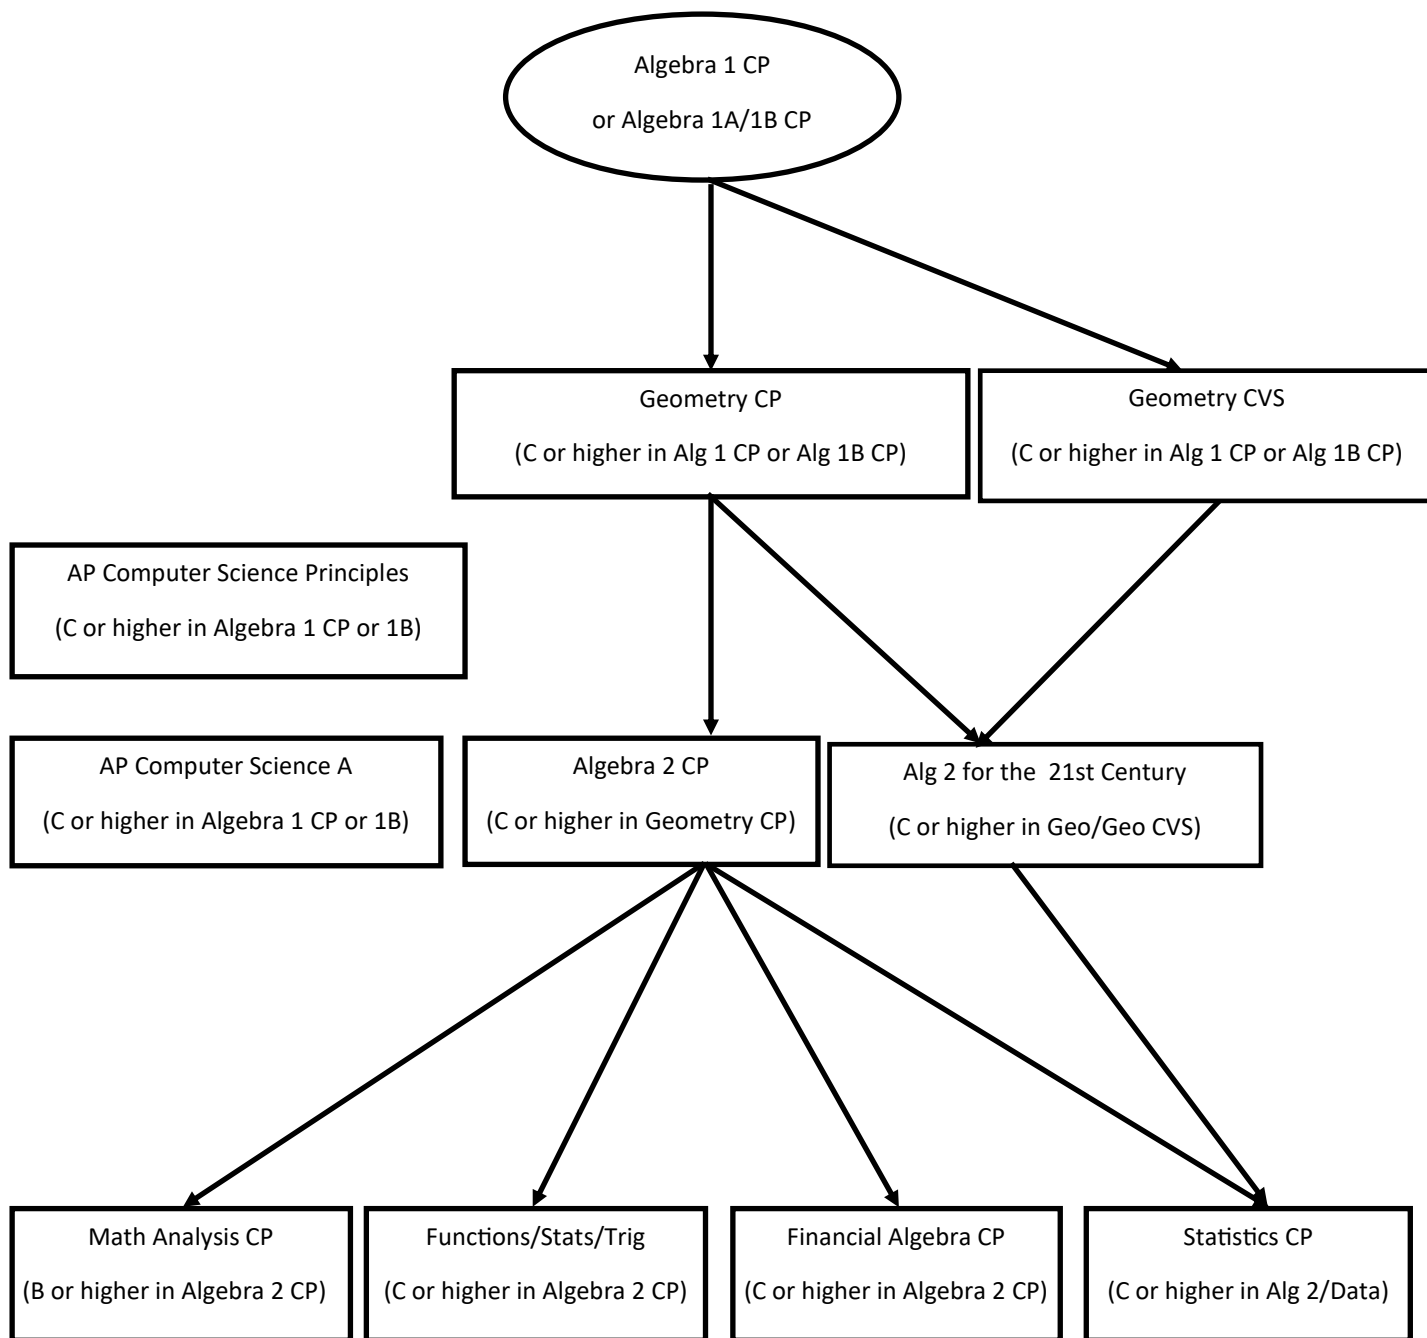 Algebra 1 CP
or Algebra 1A/1B CP
Geometry CP
(C or higher in Alg 1 CP or Alg 1B CP)
Geometry CVS
(C or higher in Alg 1 CP or Alg 1B CP)
AP Computer Science Principles
(C or higher in Algebra 1 CP or 1B)
AP Computer Science A
(C or higher in Algebra 1 CP or 1B)
Algebra 2 CP
(C or higher in Geometry CP)
Alg 2 for the  21st Century
(C or higher in Geo/Geo CVS)
Math Analysis CP
(B or higher in Algebra 2 CP)
Functions/Stats/Trig
(C or higher in Algebra 2 CP)
Financial Algebra CP
(C or higher in Algebra 2 CP)
Statistics CP
(C or higher in Alg 2/Data)